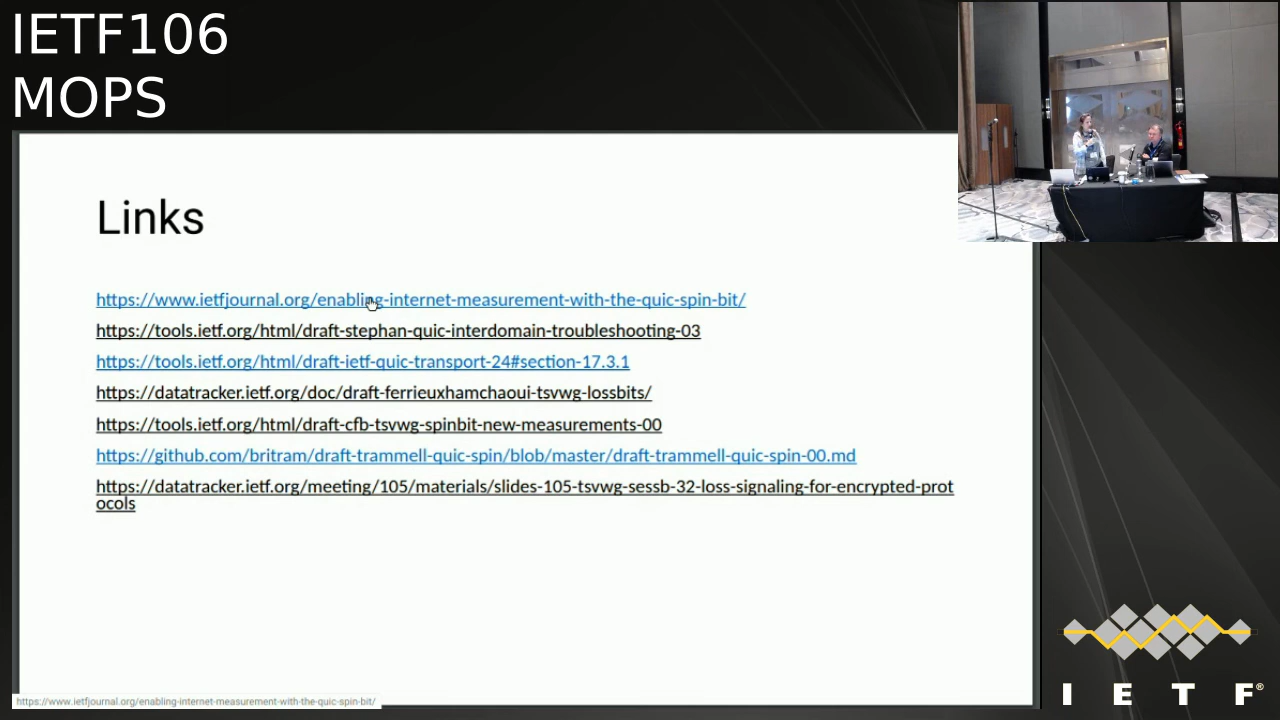 IETF106
MOPS
Links
https://www.ietfjournal.org/enabling-internet-measurement-with-the-quic-spin-bit/
https://tools.ietf.org/html/draft-stephan-quic-interdomain-troubleshooting-03
https://tools.ietf.org/html/draft-ietf-quic-transport-24#section-17.3.1
https://datatracker.ietf.org/doc/draft-ferrieuxhamchaoui-tsvwg-lossbits/
https://tools.ietf.org/html/draft-cfb-tsvwg-spinbit-new-measurements-00
https://github.com/britram/draft-trammell-quic-spin/blob/master/draft-trammell-quic-spin-00.md
https://datatracker.ietf.org/meeting/105/materials/slides-105-tsvwg-sessb-32-loss-signaling-for-encrypted-prot
ocols
https://www.ietfjournal.org/enabling-internet-measurement-with-the-quic-spin-bit/
I E T F®